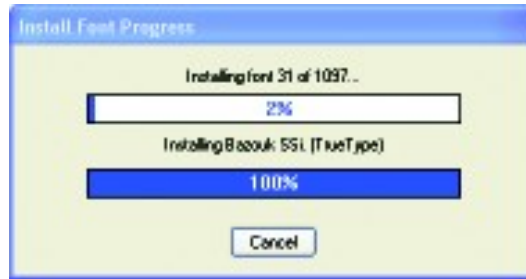 Install Font Progress
Installing font 31 of 1097...
2%
Installing Bazouk SSi. (TrueType)
100%
Cancel